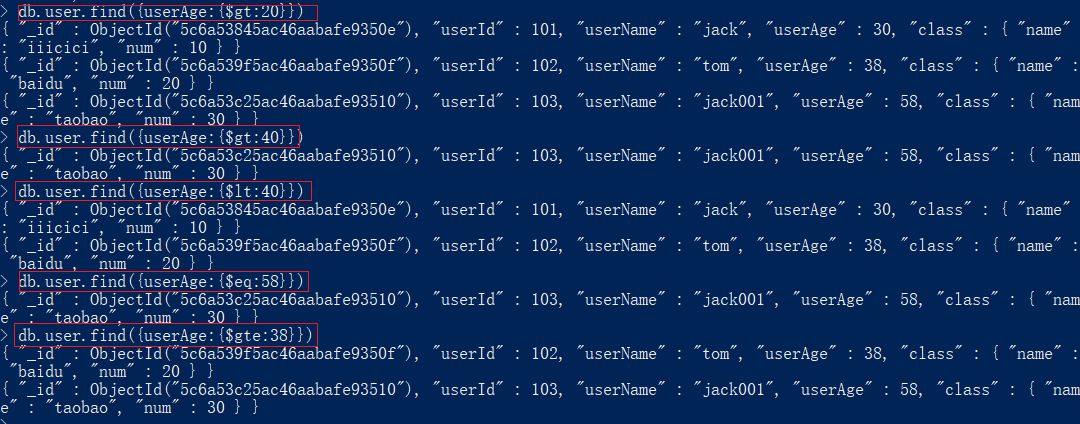 > db.user.find({userAge:{$gt:20}})
{ "_id" : ObjectId("5c6a53845ac46aabafe9350e"), "userId" : 101, "userName" : "jack", "userAge" : 30, "class" : { "name"
: "iiicici", "num" : 10 } }
{ "_id" : ObjectId("5c6a539f5ac46aabafe9350f"), "userId" : 102, "userName" : "tom", "userAge" : 38, "class" : { "name" :
"baidu", "num" : 20 } }
{ "_id" : ObjectId("5c6a53c25ac46aabafe93510"), "userId" : 103, "userName" : "jack001", "userAge" : 58, "class" : { "nam
e" : "taobao", "num" : 30 } }
> db.user.find({userAge:{$gt:40}})
{ "_id" : ObjectId("5c6a53c25ac46aabafe93510"), "userId" : 103, "userName" : "jack001", "userAge" : 58, "class" : { "nam
e" : "taobao", "num" : 30 } }
> db.user.find({userAge:{$lt:40}})
{ "_id" : ObjectId("5c6a53845ac46aabafe9350e"), "userId" : 101, "userName" : "jack", "userAge" : 30, "class" : { "name"
: "iiicici", "num" : 10 } }
{ "_id" : ObjectId("5c6a539f5ac46aabafe9350f"), "userId" : 102, "userName" : "tom", "userAge" : 38, "class" : { "name" :
"baidu", "num" : 20 } }
> db.user.find({userAge:{$eq:58}})
{ "_id" : ObjectId("5c6a53c25ac46aabafe93510"), "userId" : 103, "userName" : "jack001", "userAge" : 58, "class" : { "nam
e" : "taobao", "num" : 30 } }
> db.user.find({userAge:{$gte:38}})
{ "_id" : ObjectId("5c6a539f5ac46aabafe9350f"), "userId" : 102, "userName" : "tom", "userAge" : 38, "class" : { "name" :
"baidu", "num" : 20 } }
{ "_id" : ObjectId("5c6a53c25ac46aabafe93510"), "userId" : 103, "userName" : "jack001", "userAge" : 58, "class" : { "nam
e" : "taobao", "num" : 30 } }
>